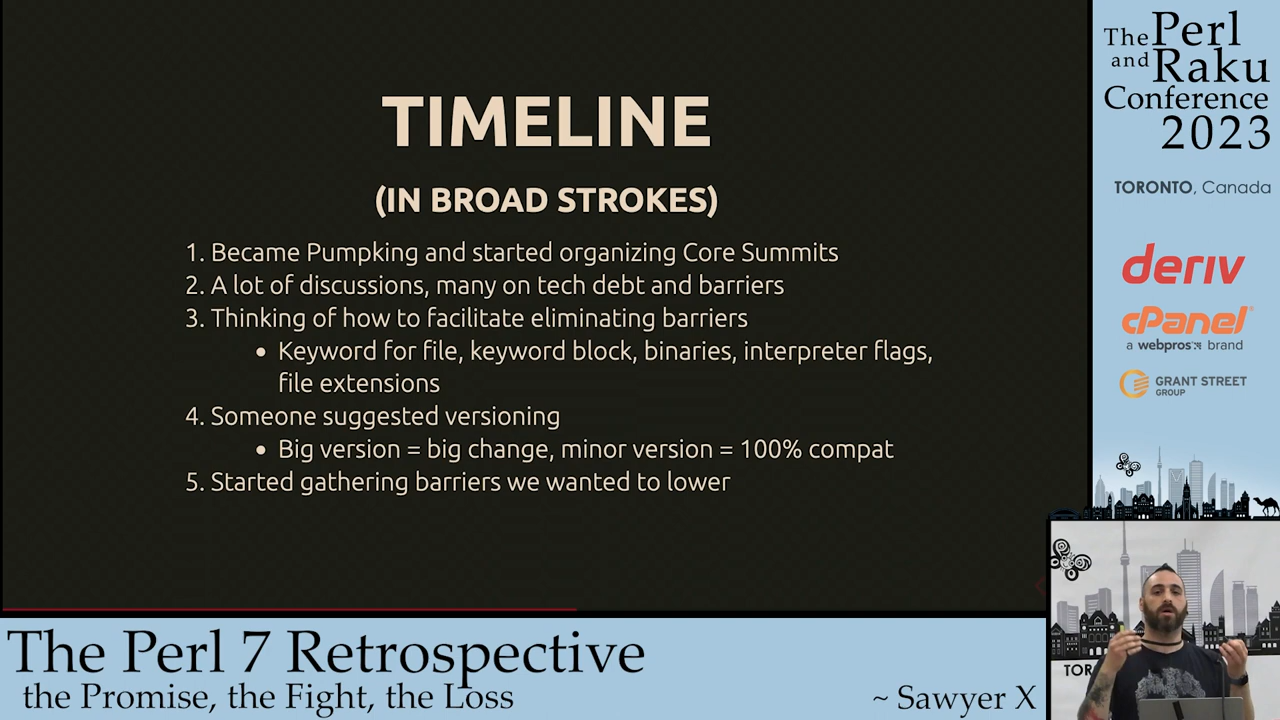 TIMELINE
(IN BROAD STROKES)
1. Became Pumpking and started organizing Core Summits
2. A lot of discussions, many on tech debt and barriers
3. Thinking of how to facilitate eliminating barriers
• Keyword for file, keyword block, binaries, interpreter flags,
file extensions
4. Someone suggested versioning
• Big version = big change, minor version = 100% compat
5. Started gathering barriers we wanted to lower
The Perl
and Raku
Conference
2023
TORONTO, Canada
deriv
cPanel®
a webpros brand
GRANT STREET
GROUP
TOR
The Perl 7 Retrospective
the Promise, the Fight, the Loss
~ Sawyer X